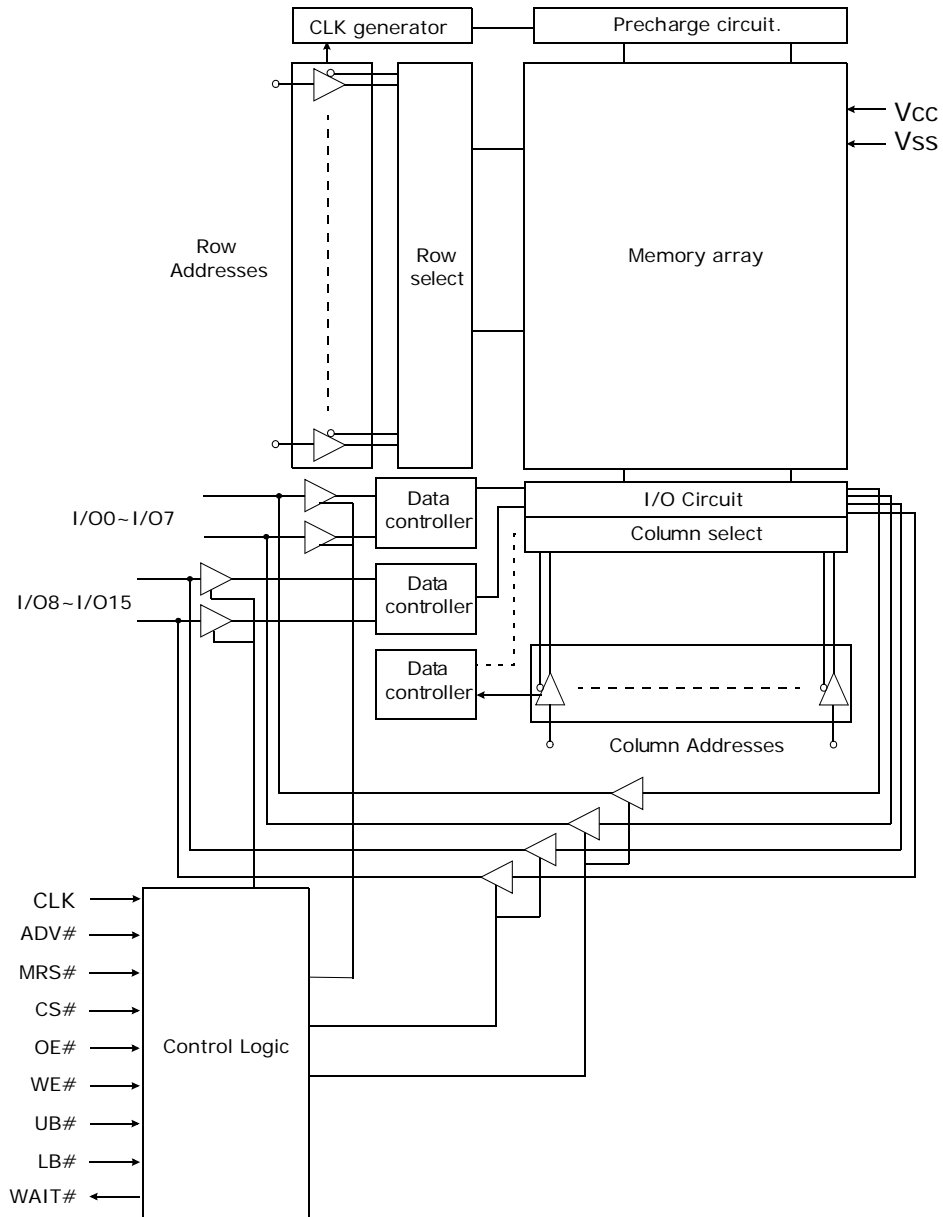 CLK generator
Precharge circuit.
Vcc
Vss
Row
Addresses
Row
select
Memory array
I/O0~I/O7
Data
controller
I/O Circuit
Column select
I/O8~I/O15
Data
controller
Data
controller
Column Addresses
CLK
ADV#
MRS#
CS#
OE#
WE#
UB#
LB#
WAIT#
Control Logic